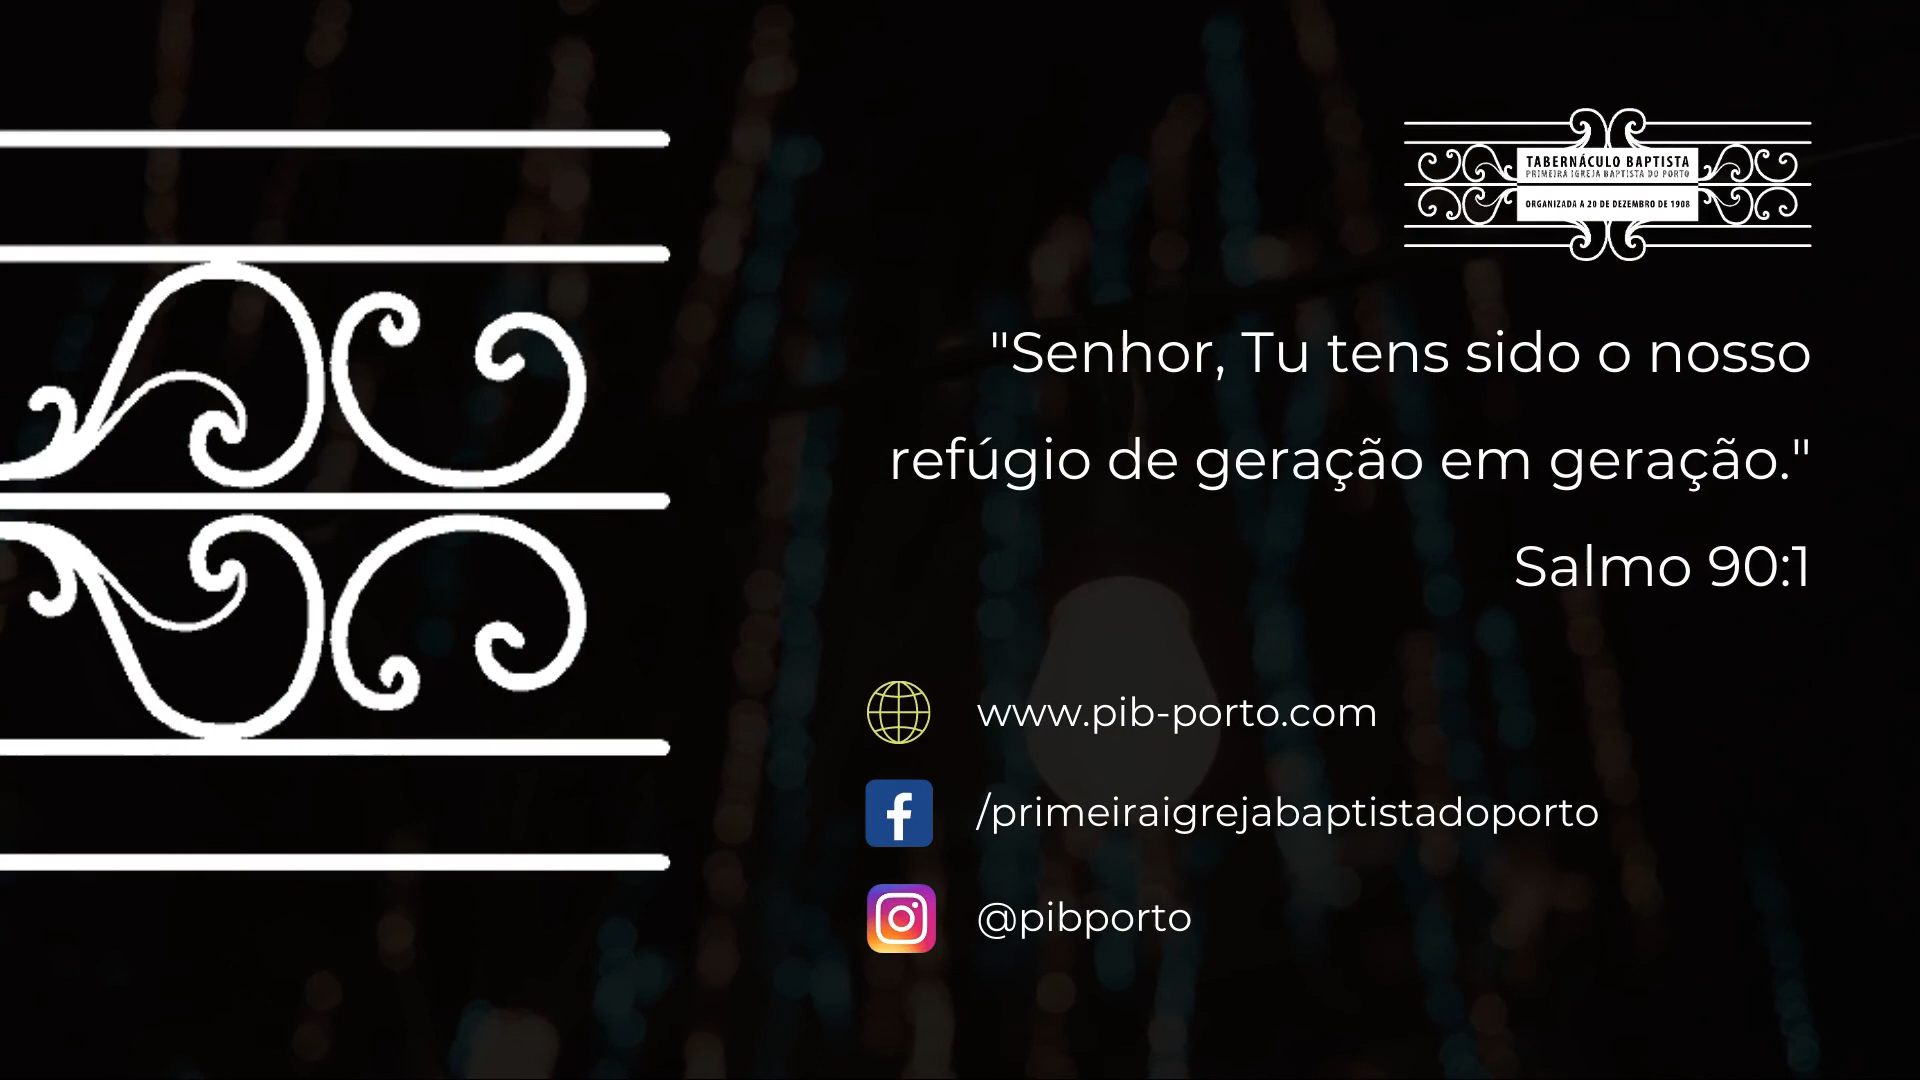 TABERNÁCULO BAPTISTA
PRIMEIRA IGREJA BAPTISTA DO PORTO
ORGANIZADA A 20 DE DEZEMBRO DE 1908
"Senhor, Tu tens sido o nosso
refúgio de geração em geração."
Salmo 90:1
www.pib-porto.com
/primeiraigrejabaptistadoporto
@pibporto